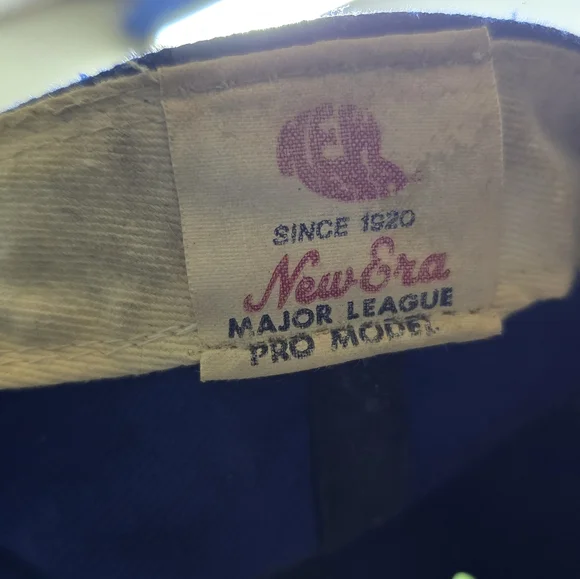 SINCE 1920
New Era
MAJOR LEAGUE
PRO MODEL